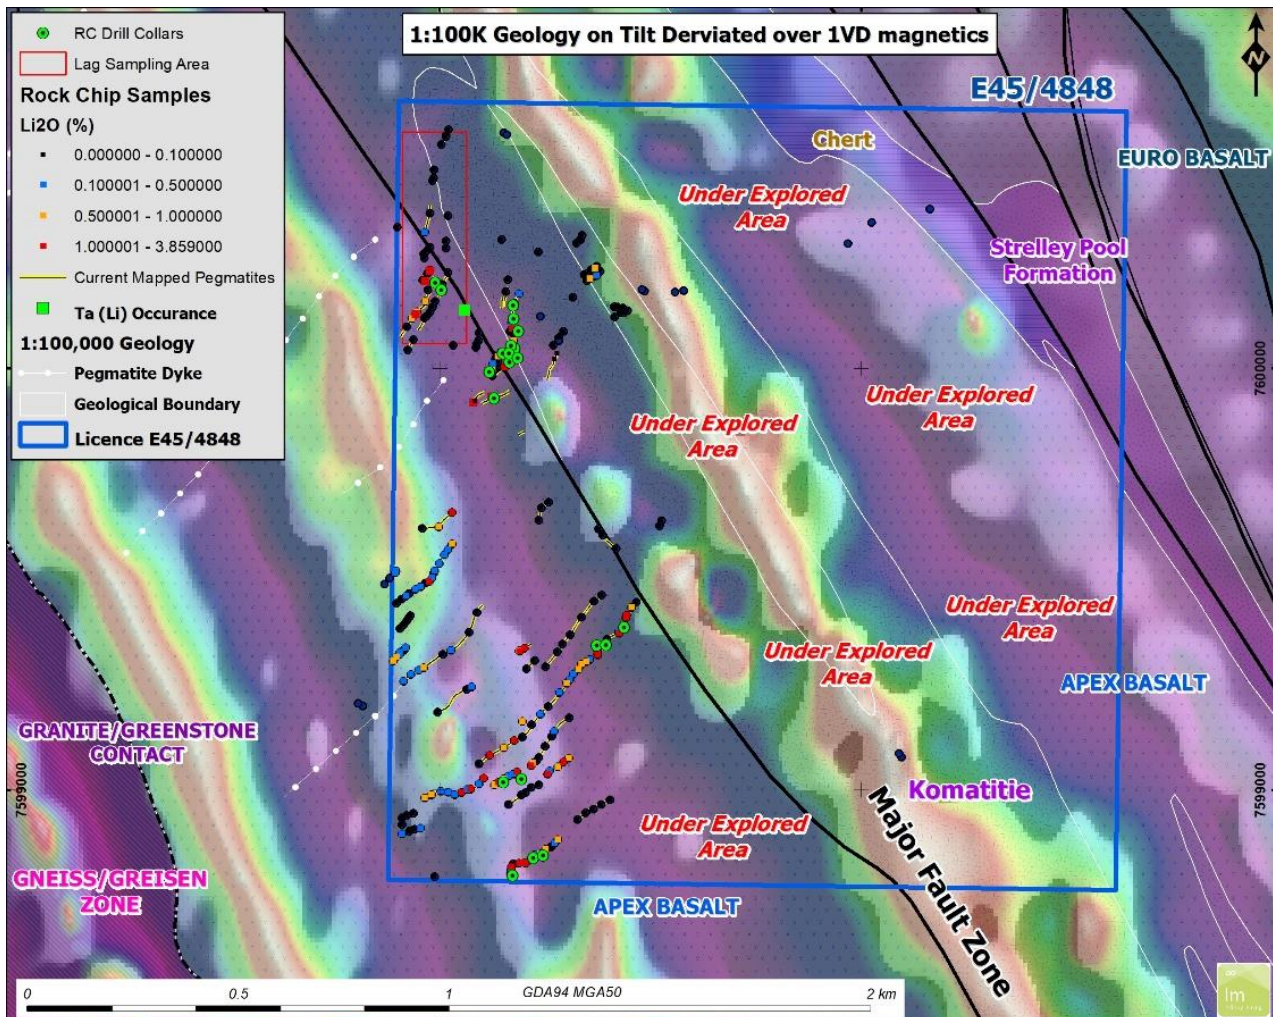 1:100K Geology on Tilt Derviated over 1VD magnetics
RC Drill Collars
Lag Sampling Area
Rock Chip Samples
Li2O (%)
0.000000 - 0.100000
0.100001 - 0.500000
0.500001 - 1.000000
1.000001 - 3.859000
Current Mapped Pegmatites
Ta (Li) Occurance
1:100,000 Geology
Pegmatite Dyke
Geological Boundary
Licence E45/4848
N
E45/4848
Chert
EURO BASALT
Under Explored
Area
Strelley Pool
Formation
7600000
Under Explored
Area
Under Explored
Area
Under Explored
Area
Under Explored
Area
APEX BASALT
GRANITE/GREENSTONE
CONTACT
7599000
7599000
Komatitie
Major Fault Zone
Under Explored
Area
GNEISS/GREISEN
ZONE
APEX BASALT
0
0.5
1
GDA94 MGA50
2 km
lm